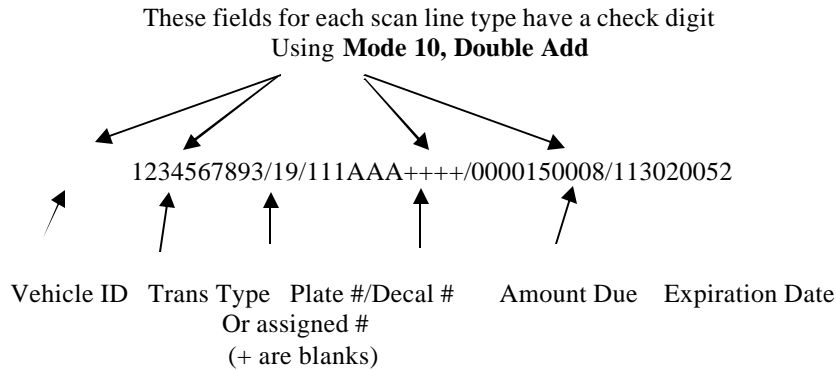 These fields for each scan line type have a check digit
Using Mode 10, Double Add
1234567893/19/111AAA++++/0000150008/113020052
Vehicle ID Trans Type Plate #/Decal # Amount Due Expiration Date
Or assigned #
(+ are blanks)